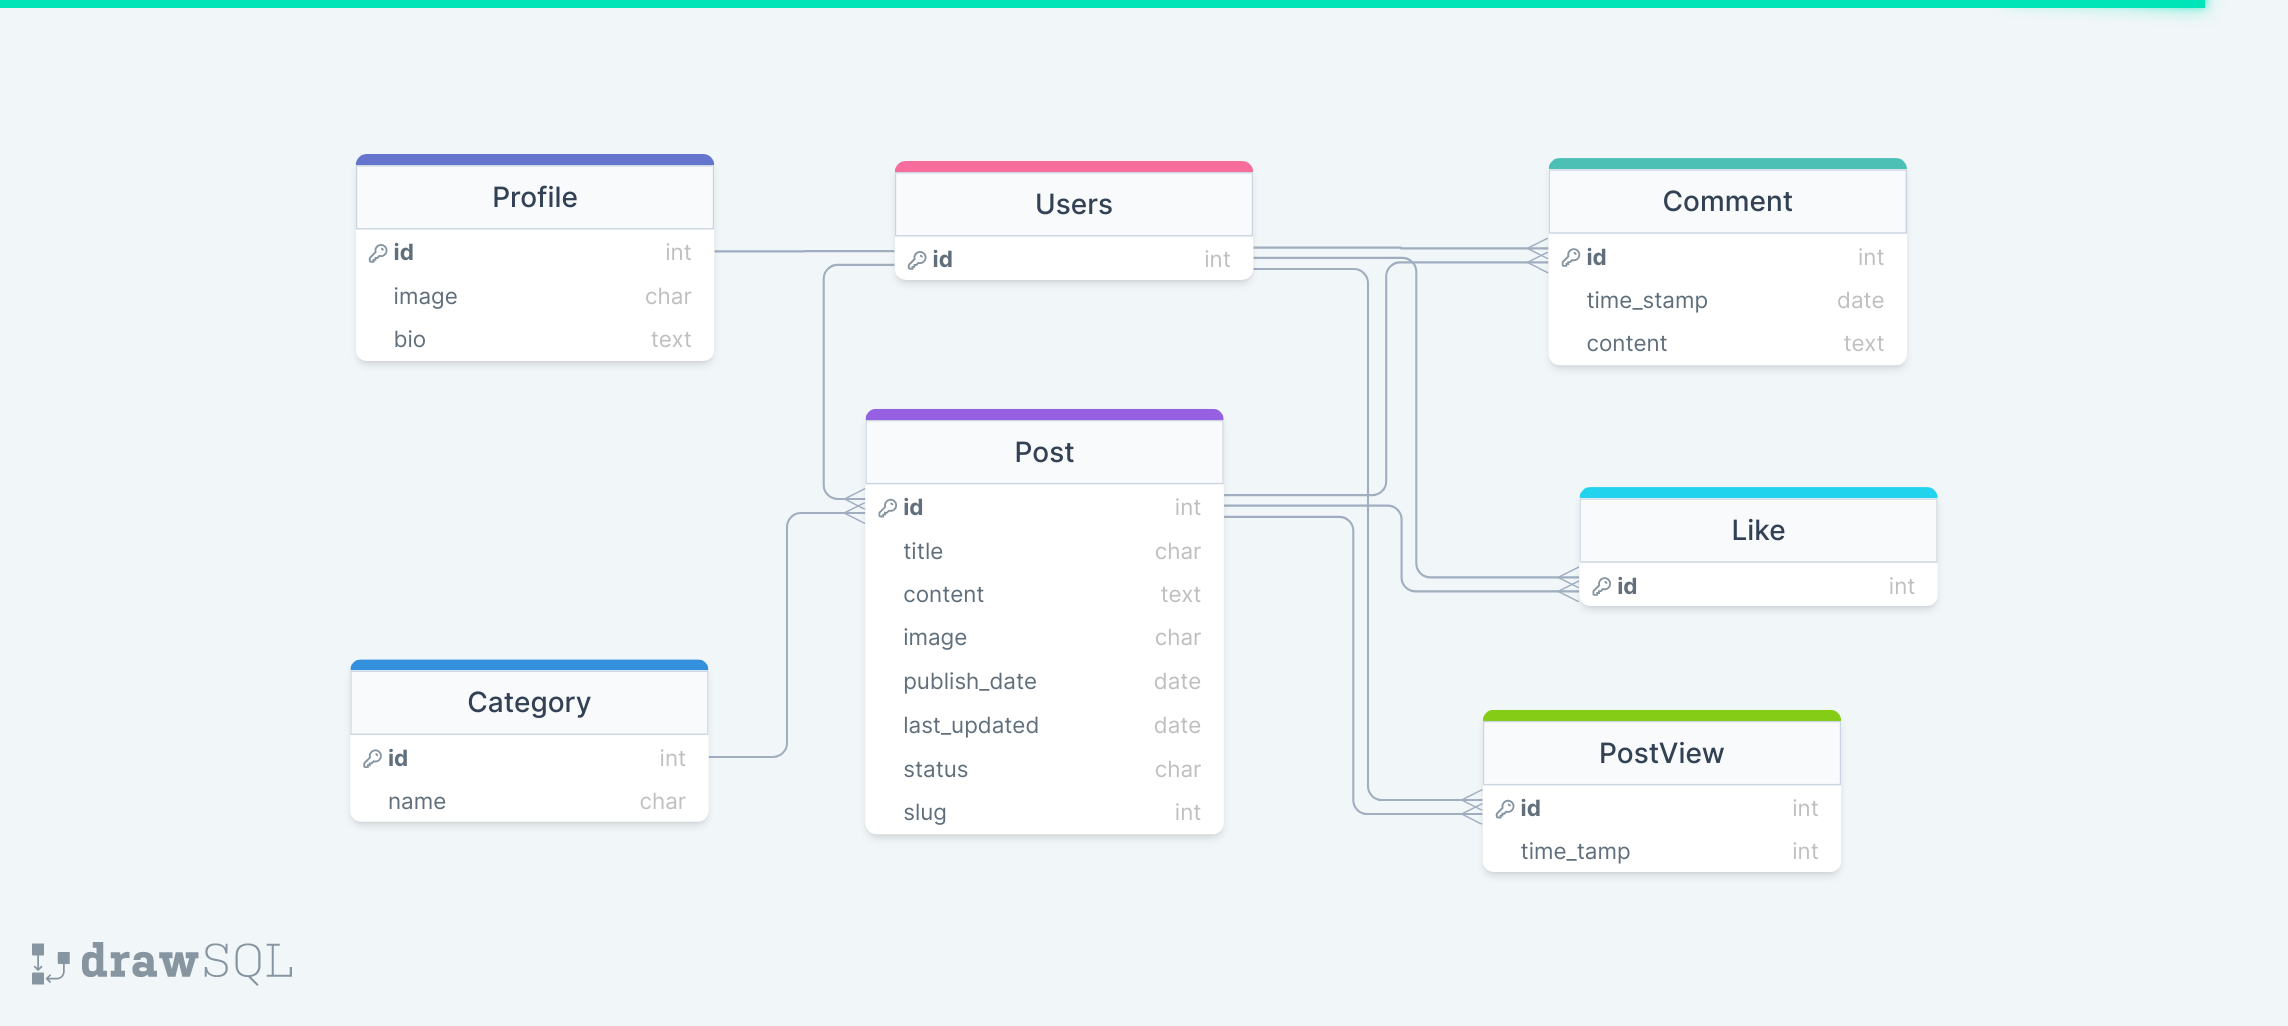 Profile
id int
image char
bio text
Users
id int
Comment
id int
time_stamp date
content text
Post
id int
title char
content text
image char
publish_date date
last_updated date
status char
slug int
Like
id int
Category
id int
name char
PostView
id int
time_tamp int
drawSQL